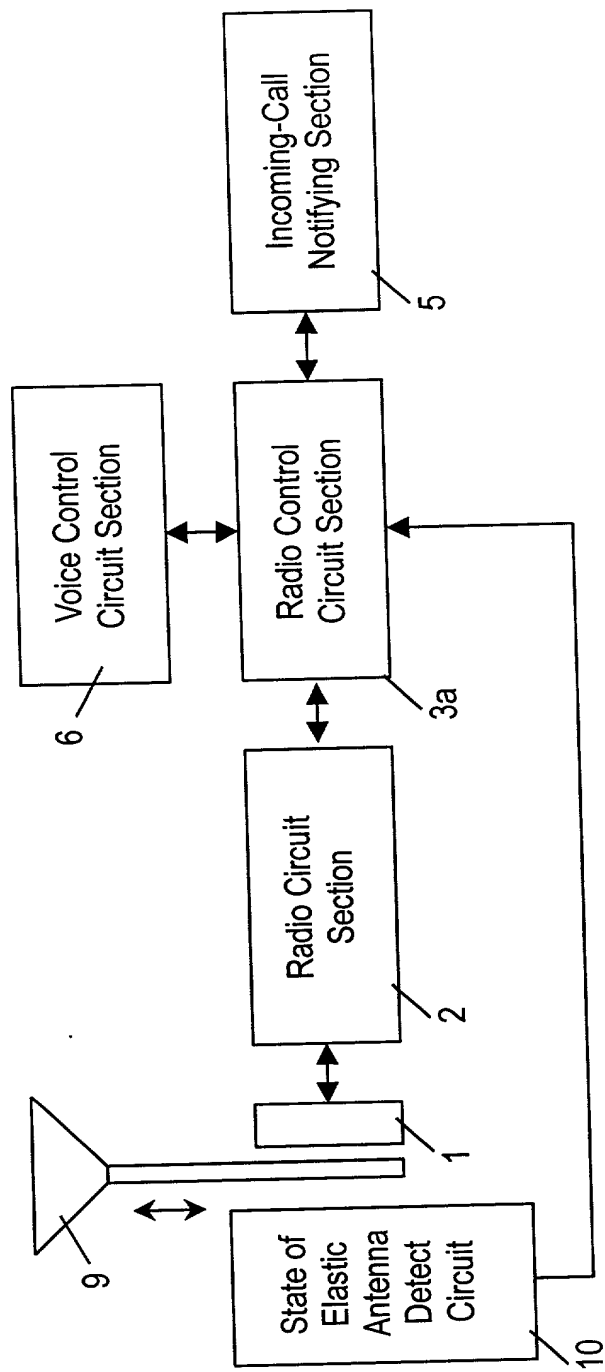 9
State of
Elastic
Antenna
Detect
Circuit
10
1
Radio Circuit
Section
2
Voice Control
Circuit Section
6
Radio Control
Circuit Section
3a
Incoming-Call
Notifying Section
5